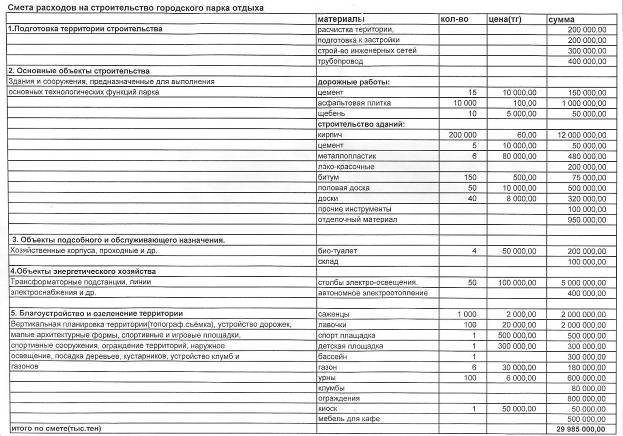 Смета расходов на строительство городского парка отдыха
материалы кол-во цена(тг) сумма
1.Подготовка территории строительства расчистка територии, 200 000,00
подготовка к застройки 200 000,00
строй-во инженерных сетей 300 000,00
трубопровод 400 000,00
2. Основные объекты строительства
Здания и сооружения, предназначенные для выполнения дорожные работы:
основных технологических функций парка цемент 15 10 000,00 150 000,00
асфальтовая плитка 10 000 100,00 1 000 000,00
щебень 10 5 000,00 50 000,00
строительство зданий:
кирпич 200 000 60,00 12 000 000,00
цемент 5 10 000,00 50 000,00
металлопластик 6 80 000,00 480 000,00
лако-красочные 200 000,00
битум 150 500,00 75 000,00
половая доска 50 10 000,00 500 000,00
доски 40 8 000,00 320 000,00
прочие инструменты 100 000,00
отделочный материал 950 000,00
3. Объекты подсобного и обслуживающего назначения.
Хозяйственные корпуса, проходные и др. био-туалет 4 50 000,00 200 000,00
склад 100 000,00
4.Объекты энергетического хозяйства
Трансформаторные подстанции, линии столбы электро-освещения. 50 100 000,00 5 000 000,00
электроснабжения и др. автономное электроотопление 400 000,00
5. Благоустройство и озеленение территории саженцы 1 000 2 000,00 2 000 000,00
Вертикальная планировка территории(топограф.съёмка), устройство дорожек, лавочки 100 20 000,00 2 000 000,00
малые архитектурные формы, спортивные и игровые площадки, спорт.плащадка 1 500 000,00 500 000,00
спортивные сооружения, ограждение территорий, наружное детская площадка 1 300 000,00 300 000,00
освещение, посадка деревьев, кустарников, устройство клумб и бассейн 1 300 000,00
газонов газон 6 30 000,00 180 000,00
урны 100 6 000,00 600 000,00
клумбы 80 000,00
ограждения 800 000,00
киоск 1 50 000,00 50 000,00
мебель для кафе 500 000,00
итого по смете(тыс.тен) 29 985 000,00